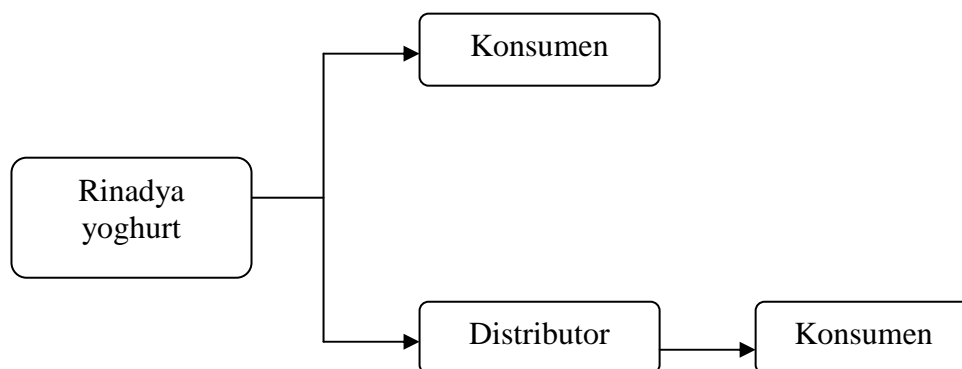 Konsumen
Rinadya
yoghurt
Distributor
Konsumen